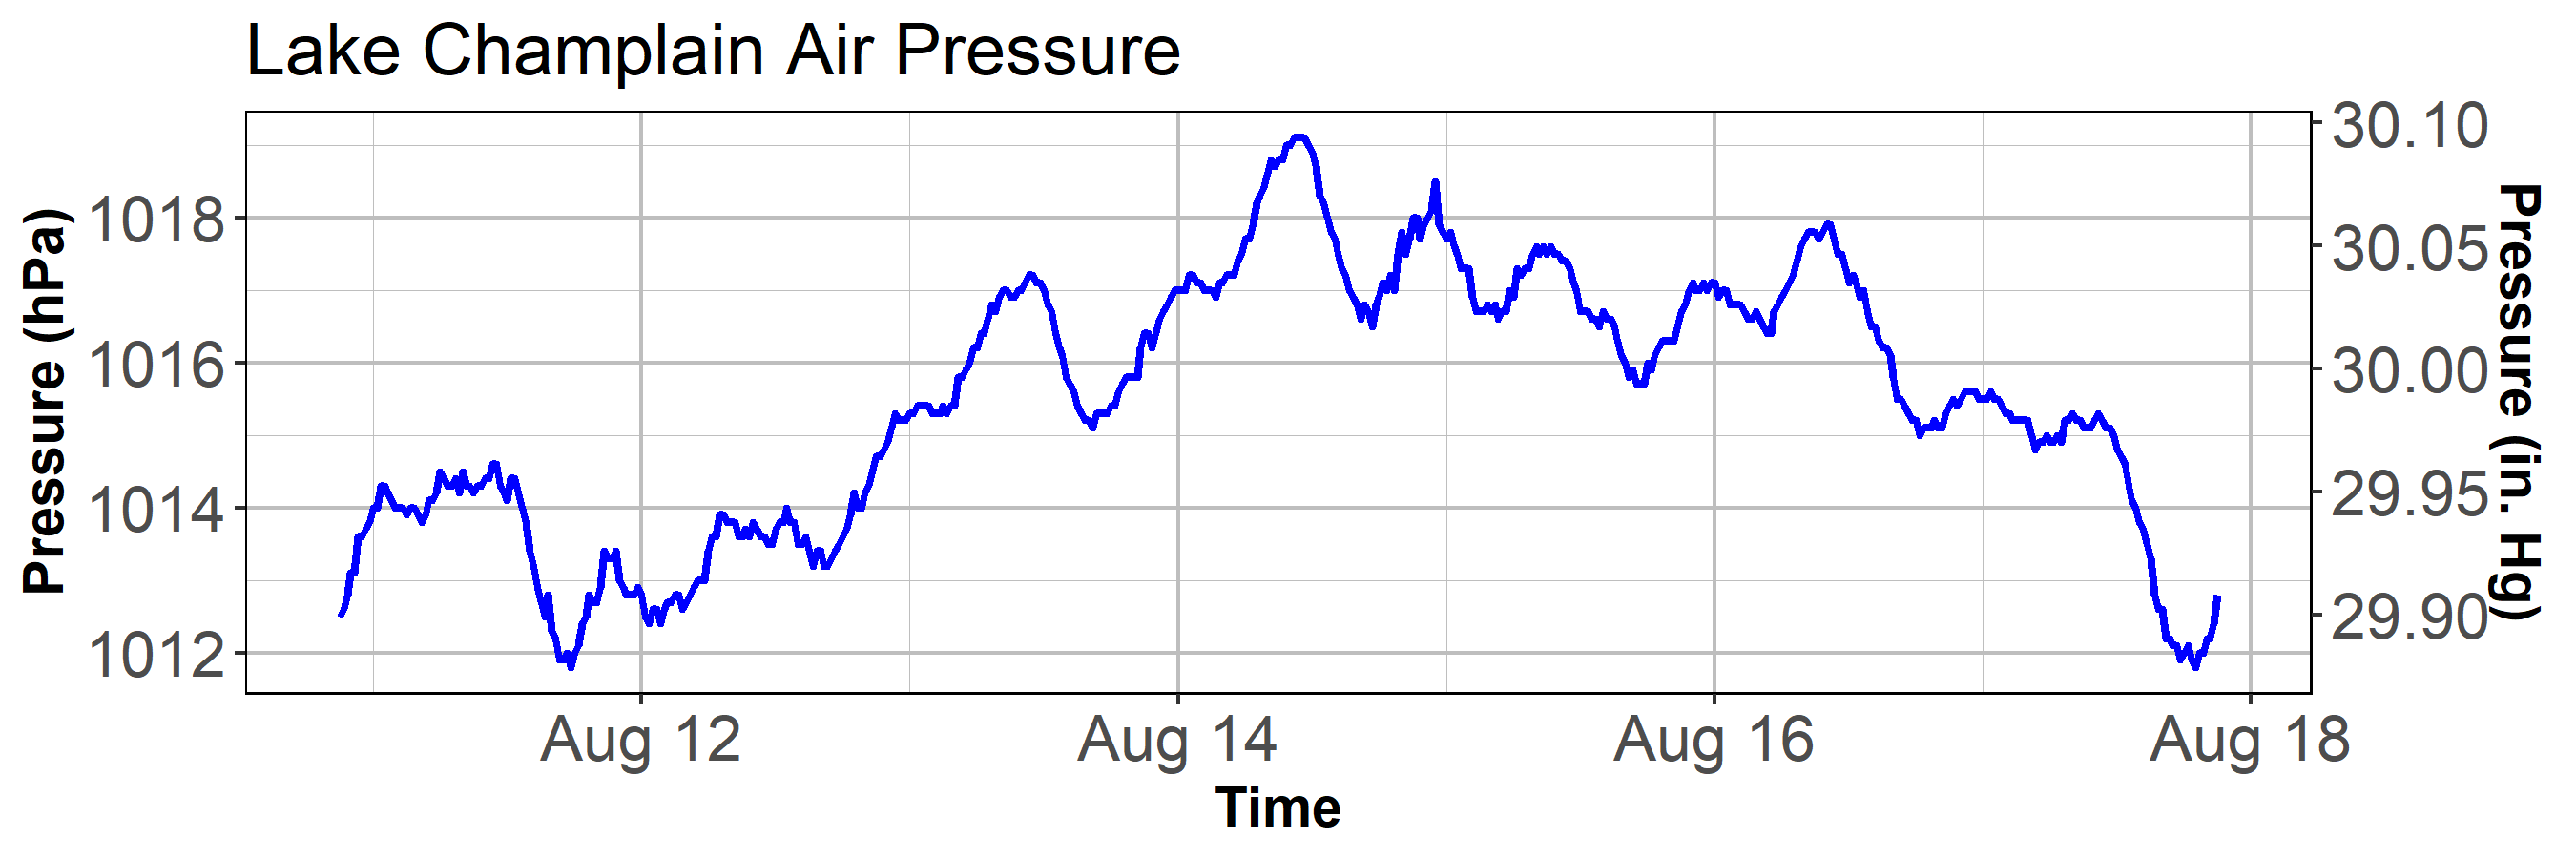 Lake Champlain Air Pressure
Pressure (hPa)
1018
1016
1014
1012
30.10
30.05
30.00
29.95
29.90
Pressure (in. Hg)
Aug 12
Aug 14
Aug 16
Aug 18
Time